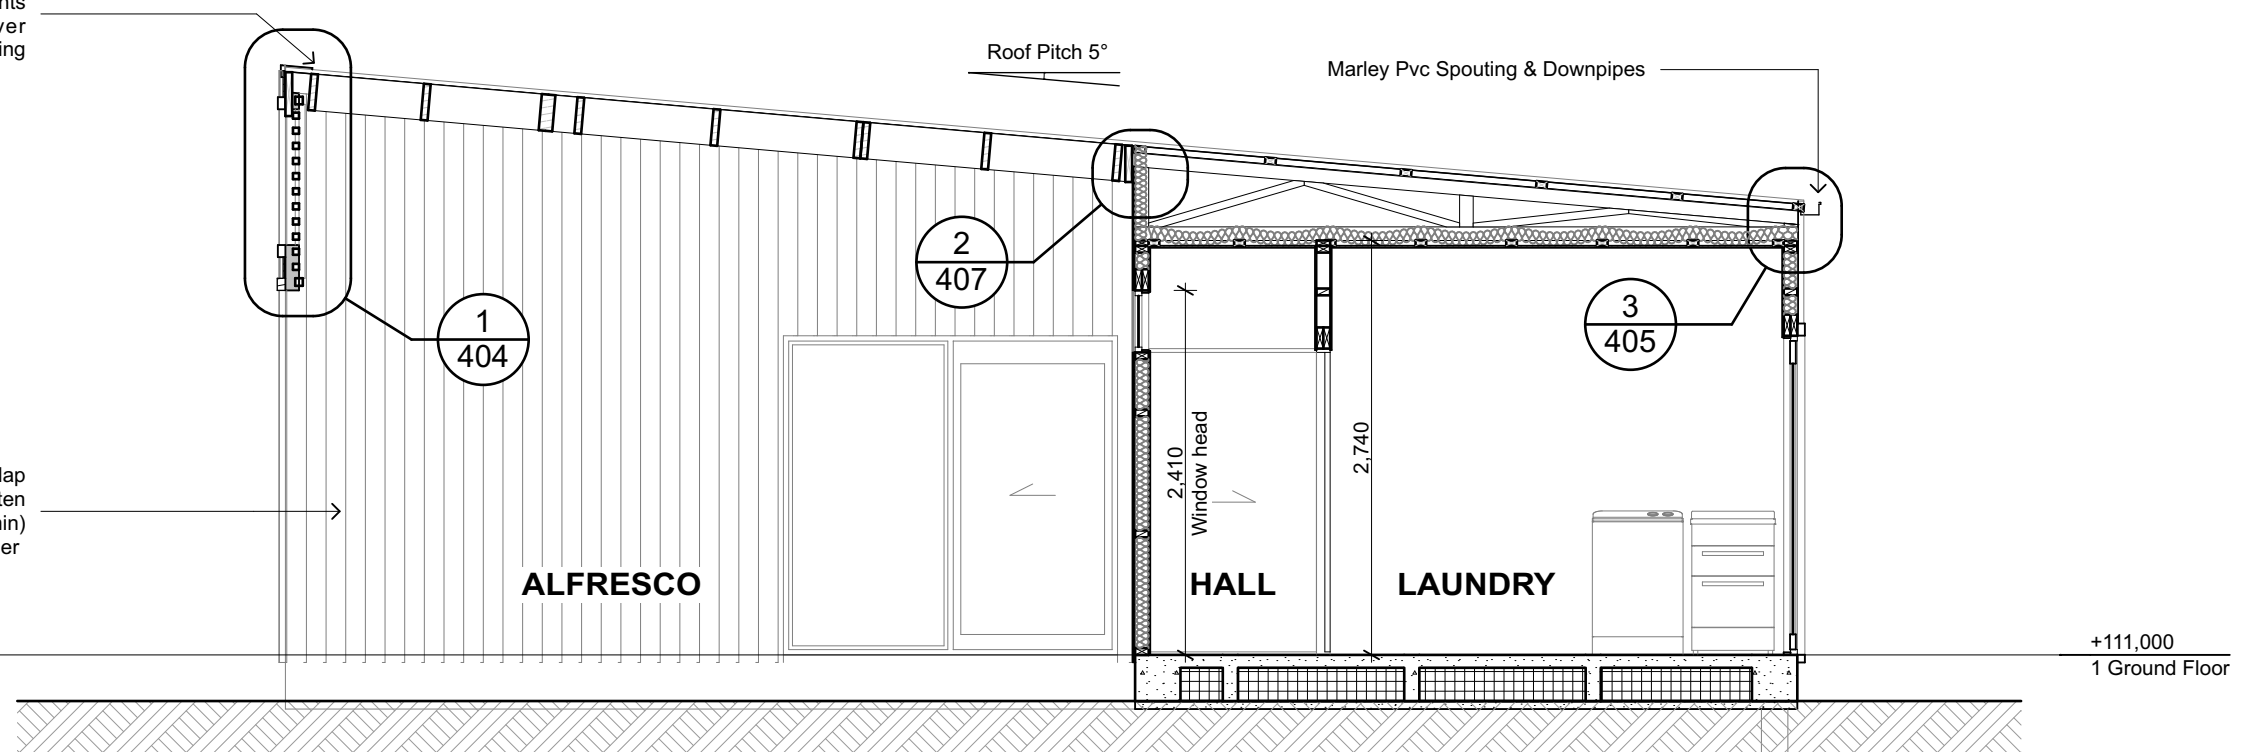 nts
yer
ing
Roof Pitch 5°
Marley Pvc Spouting & Downpipes
2
407
1
404
3
405
lap
ten
in)
er
2,410
Window head
2,740
ALFRESCO
HALL
LAUNDRY
+111,000
1 Ground Floor